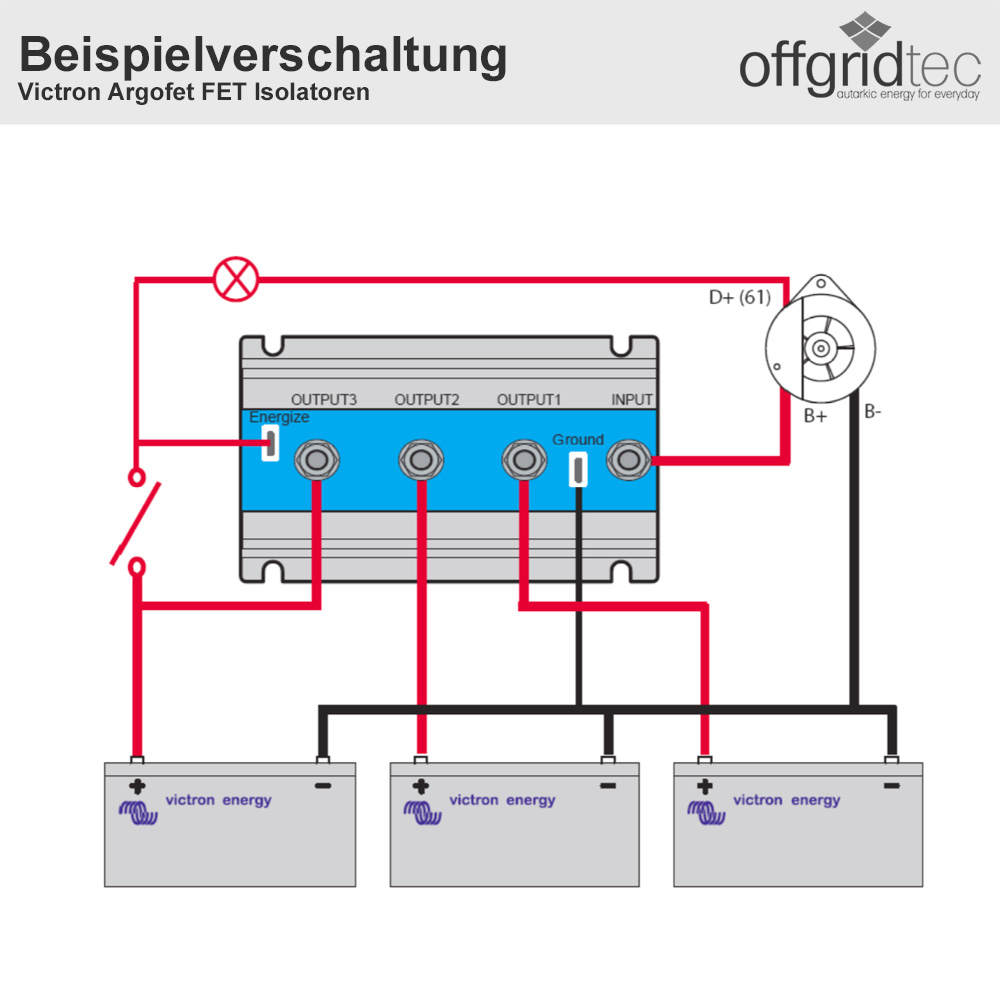 Beispielverschaltung
Victron Argofet FET Isolatoren
offgridtec
autarkic energy for everyday
D+ (61)
OUTPUT3 OUTPUT2 OUTPUT1 INPUT
Energize
Ground
B+
B-
+ - + - + -
victron energy victron energy victron energy